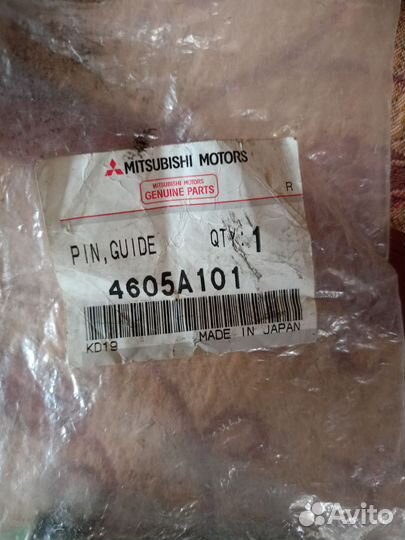 MITSUBISHI MOTORS
MITSUBISHI MOTORS
GENUINE PARTS
R
PIN, GUIDE QTY. 1
4605A101
KD19 MADE IN JAPAN
Avito